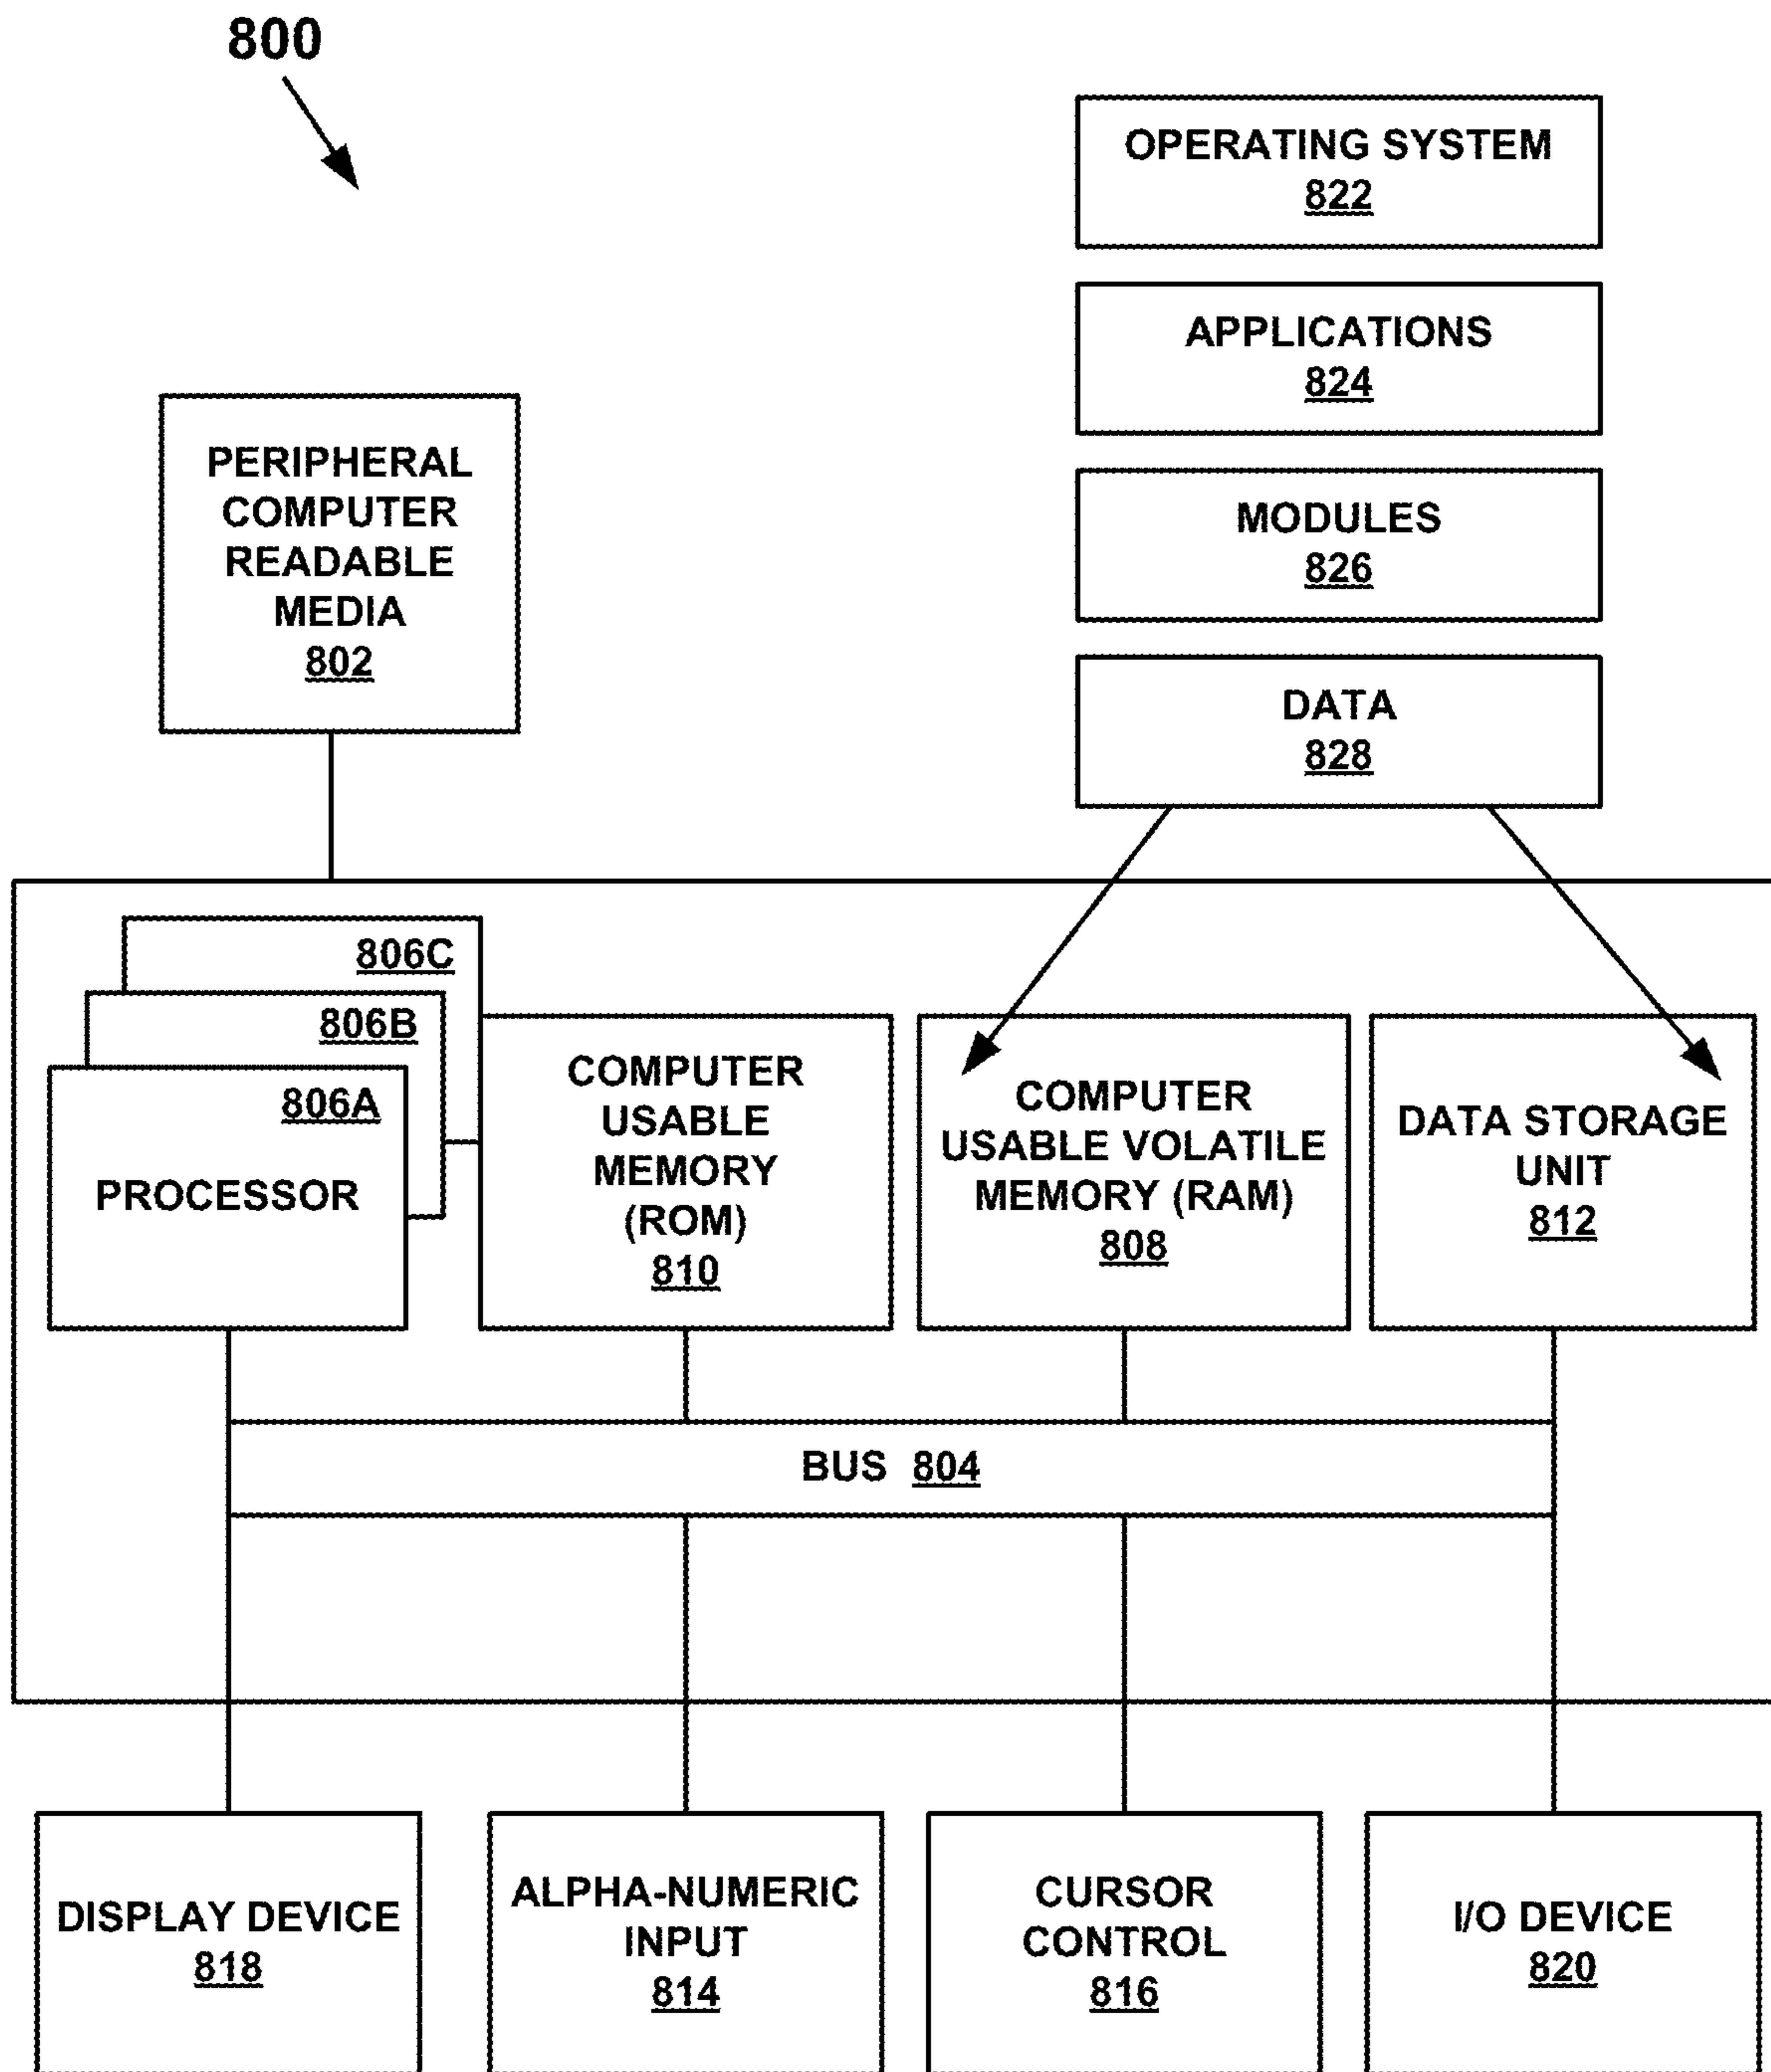 800
OPERATING SYSTEM
822
APPLICATIONS
824
MODULES
826
DATA
828
PERIPHERAL
COMPUTER
READABLE
MEDIA
802
806C
806B
806A
PROCESSOR
COMPUTER
USABLE
MEMORY
(ROM)
810
COMPUTER
USABLE VOLATILE
MEMORY (RAM)
808
DATA STORAGE
UNIT
812
BUS 804
DISPLAY DEVICE
818
ALPHA-NUMERIC
INPUT
814
CURSOR
CONTROL
816
I/O DEVICE
820